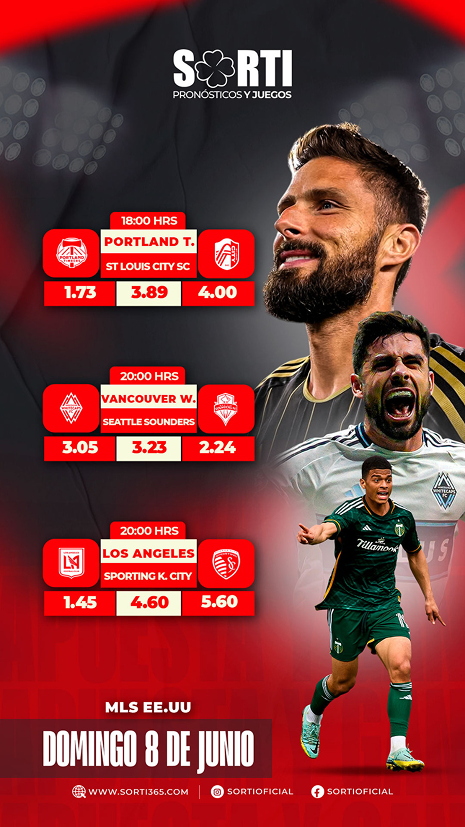 SORTI
PRONÓSTICOS Y JUEGOS
18:00 HRS
PORTLAND T.
ST LOUIS CITY SC
1.73 3.89 4.00
20:00 HRS
VANCOUVER W.
SEATTLE SOUNDERS
3.05 3.23 2.24
20:00 HRS
LOS ANGELES
SPORTING K. CITY
1.45 4.60 5.60
WHITECAPS
Tillamook
MLS EE.UU
DOMINGO 8 DE JUNIO
WWW.SORTI365.COM SORTIOFICIAL SORTIOFICIAL